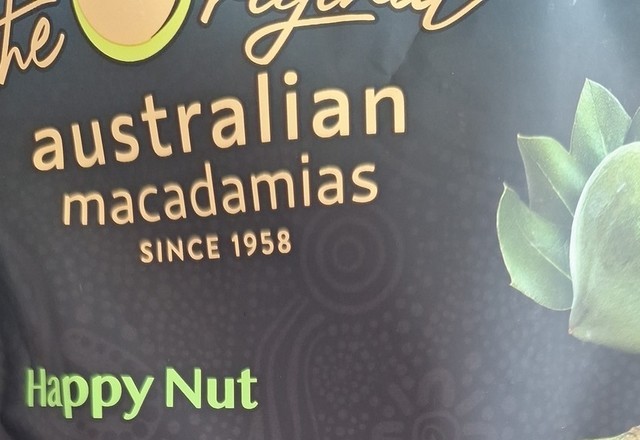 the Original
australian
macadamias
SINCE 1958
Happy Nut